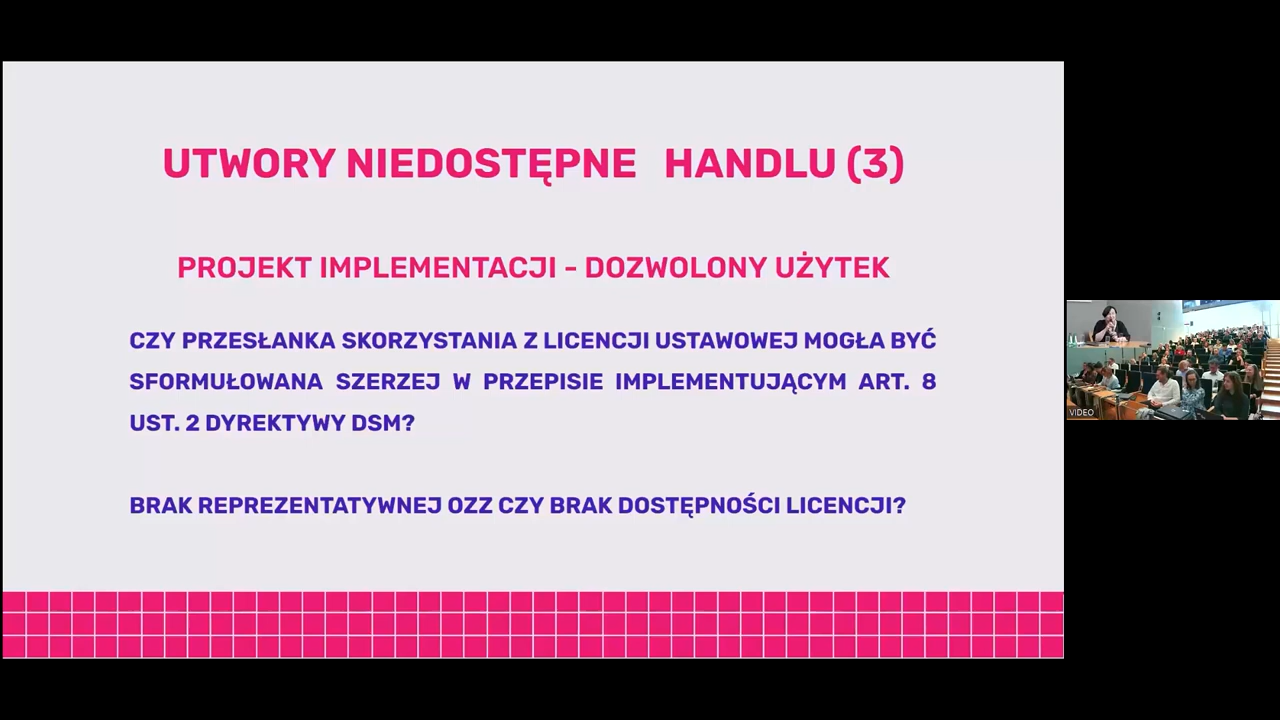 UTWORY NIEDOSTĘPNE HANDLU (3)
PROJEKT IMPLEMENTACJI - DOZWOLONY UŻYTEK
CZY PRZESŁANKA SKORZYSTANIA Z LICENCJI USTAWOWEJ MOGŁA BYĆ
SFORMUŁOWANA SZERZEJ W PRZEPISIE IMPLEMENTUJĄCYM ART. 8
UST. 2 DYREKTYWY DSM?
BRAK REPREZENTATYWNEJ OZZ CZY BRAK DOSTĘPNOŚCI LICENCJI?
VIDEO